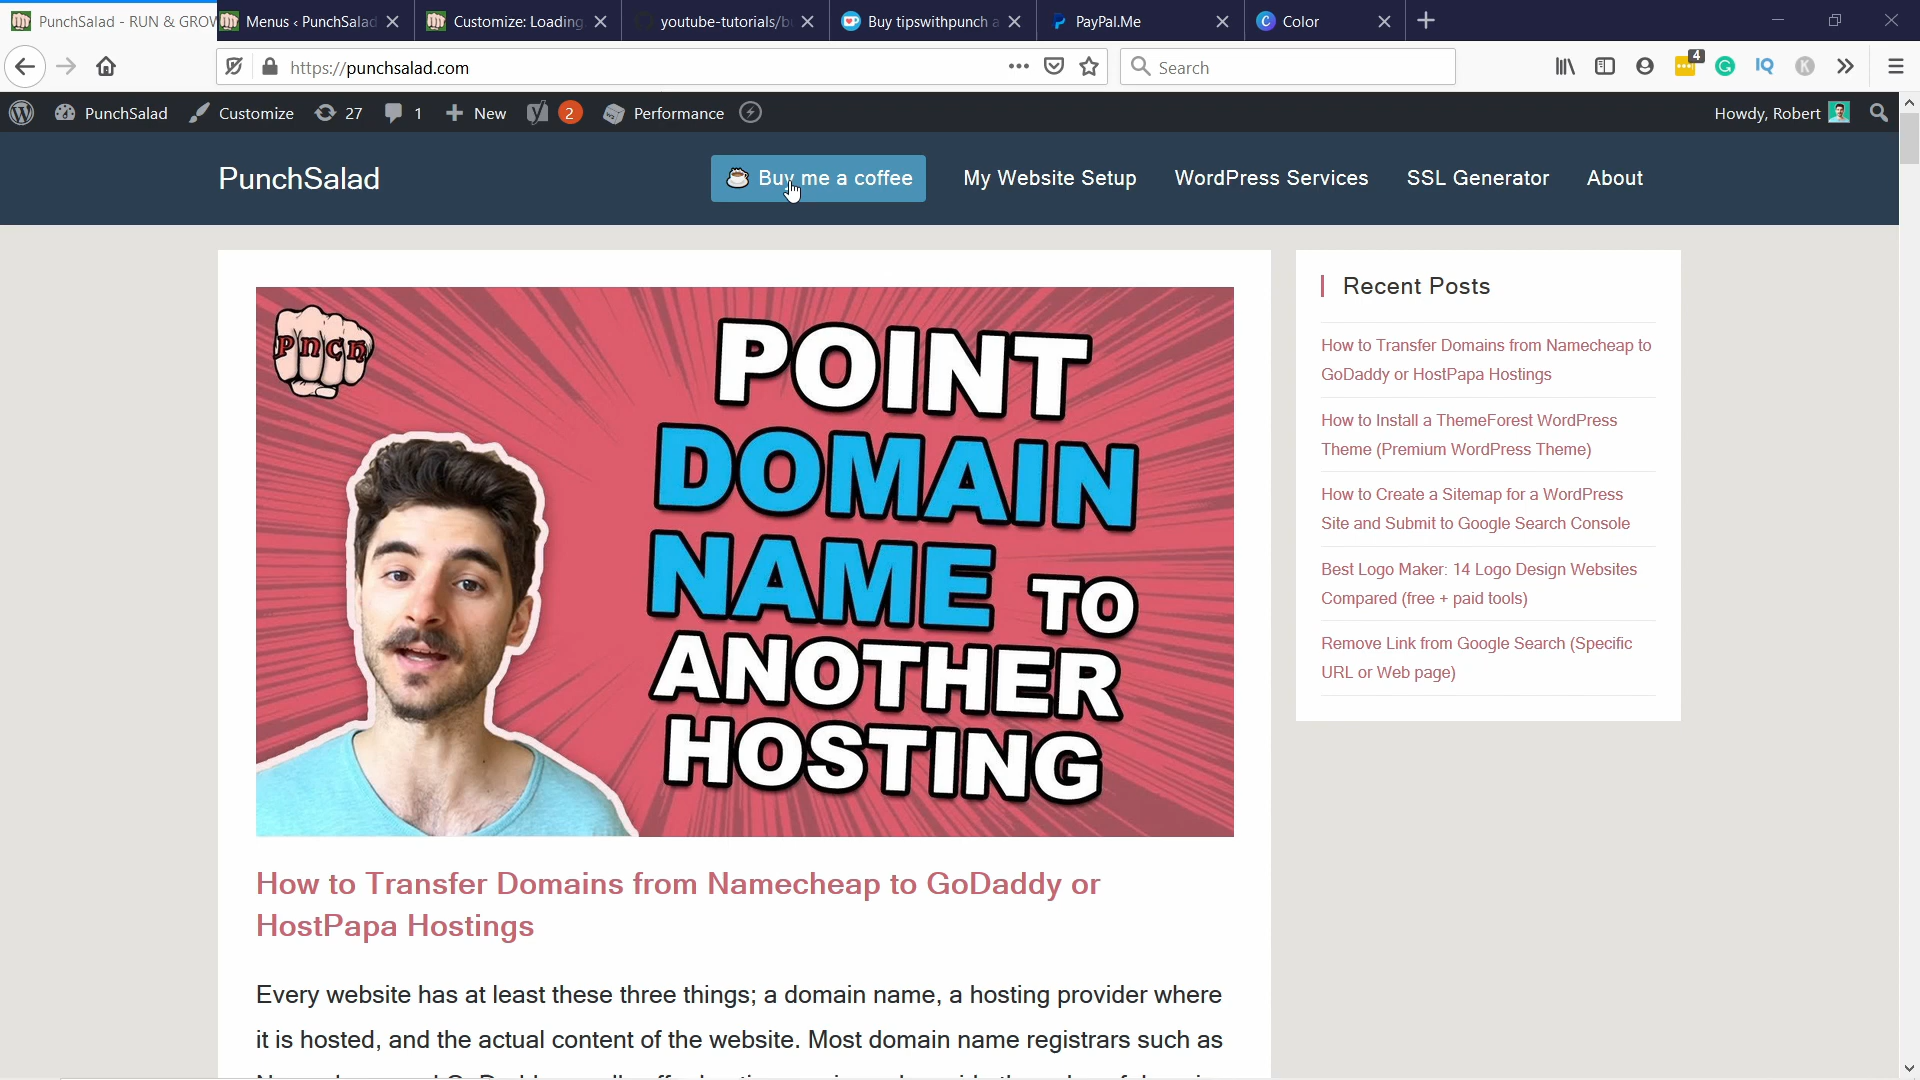 PunchSalad - RUN & GROW
Menus ‹ PunchSalad
Customize: Loading
youtube-tutorials/bu
Buy tipswithpunch a
PayPal.Me
Color
https://punchsalad.com
Search
4
IQ
K
PunchSalad
Customize
27
1
New
2
Performance
Howdy, Robert
PunchSalad
Buy me a coffee
My Website Setup
WordPress Services
SSL Generator
About
PNCH
POINT
DOMAIN
NAME TO
ANOTHER
HOSTING
How to Transfer Domains from Namecheap to GoDaddy or
HostPapa Hostings
Every website has at least these three things; a domain name, a hosting provider where
it is hosted, and the actual content of the website. Most domain name registrars such as
Recent Posts
How to Transfer Domains from Namecheap to
GoDaddy or HostPapa Hostings
How to Install a ThemeForest WordPress
Theme (Premium WordPress Theme)
How to Create a Sitemap for a WordPress
Site and Submit to Google Search Console
Best Logo Maker: 14 Logo Design Websites
Compared (free + paid tools)
Remove Link from Google Search (Specific
URL or Web page)